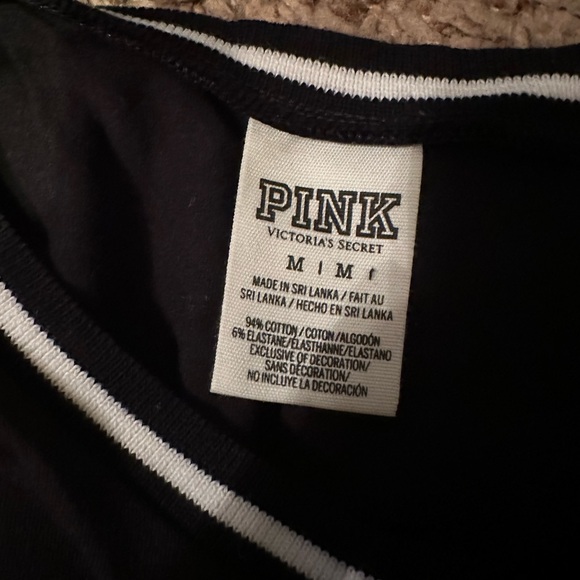 PINK
VICTORIA'S SECRET
M | M
MADE IN SRI LANKA / FAIT AU
SRI LANKA / HECHO EN SRI LANKA
94% COTTON / COTON / ALGODÓN
6% ELASTANE/ÉLASTHANNE/ELASTANO
EXCLUSIVE OF DECORATION/
SANS DÉCORATION/
NO INCLUYE LA DECORACIÓN